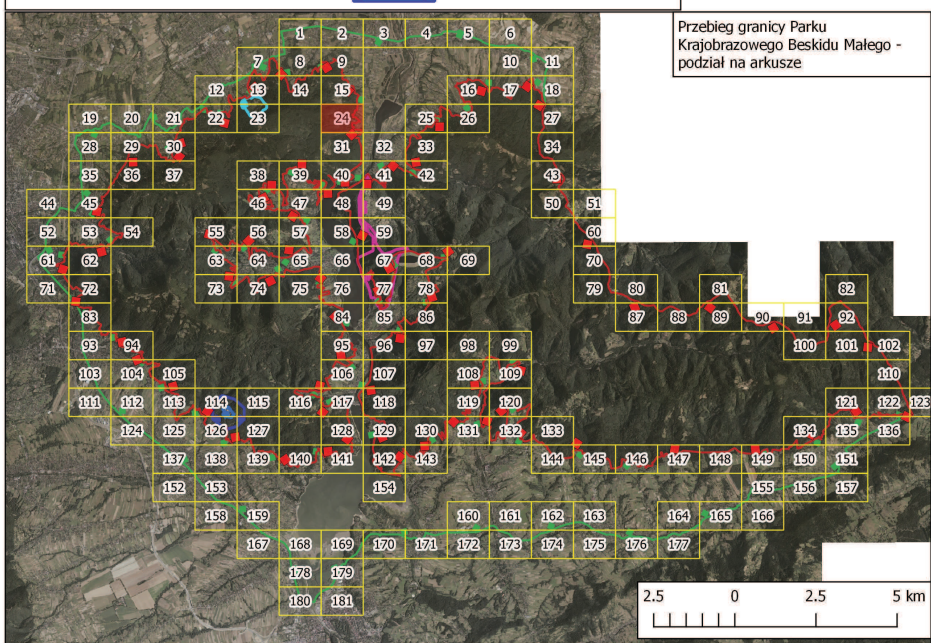 1 2 3 4 5 6
Przebieg granicy Parku
Krajobrazowego Beskidu Małego -
podział na arkusze
7 8 9 10 11
12 13 14 15 16 17 18
19 20 21 22 23 24 25 26 27
28 29 30 31 32 33 34
35 36 37 38 39 40 41 42 43
44 45 46 47 48 49 50 51
52 53 54 55 56 57 58 59 60
61 62 63 64 65 66 67 68 69 70
71 72 73 74 75 76 77 78 79 80 81 82
83 84 85 86 87 88 89 90 91 92
93 94 95 96 97 98 99 100 101 102
103 104 105 106 107 108 109 110
111 112 113 114 115 116 117 118 119 120 121 122 123
124 125 126 127 128 129 130 131 132 133 134 135 136
137 138 139 140 141 142 143 144 145 146 147 148 149 150 151
152 153 154 155 156 157
158 159 160 161 162 163 164 165 166
167 168 169 170 171 172 173 174 175 176 177
178 179
180 181
2.5 0 2.5 5 km